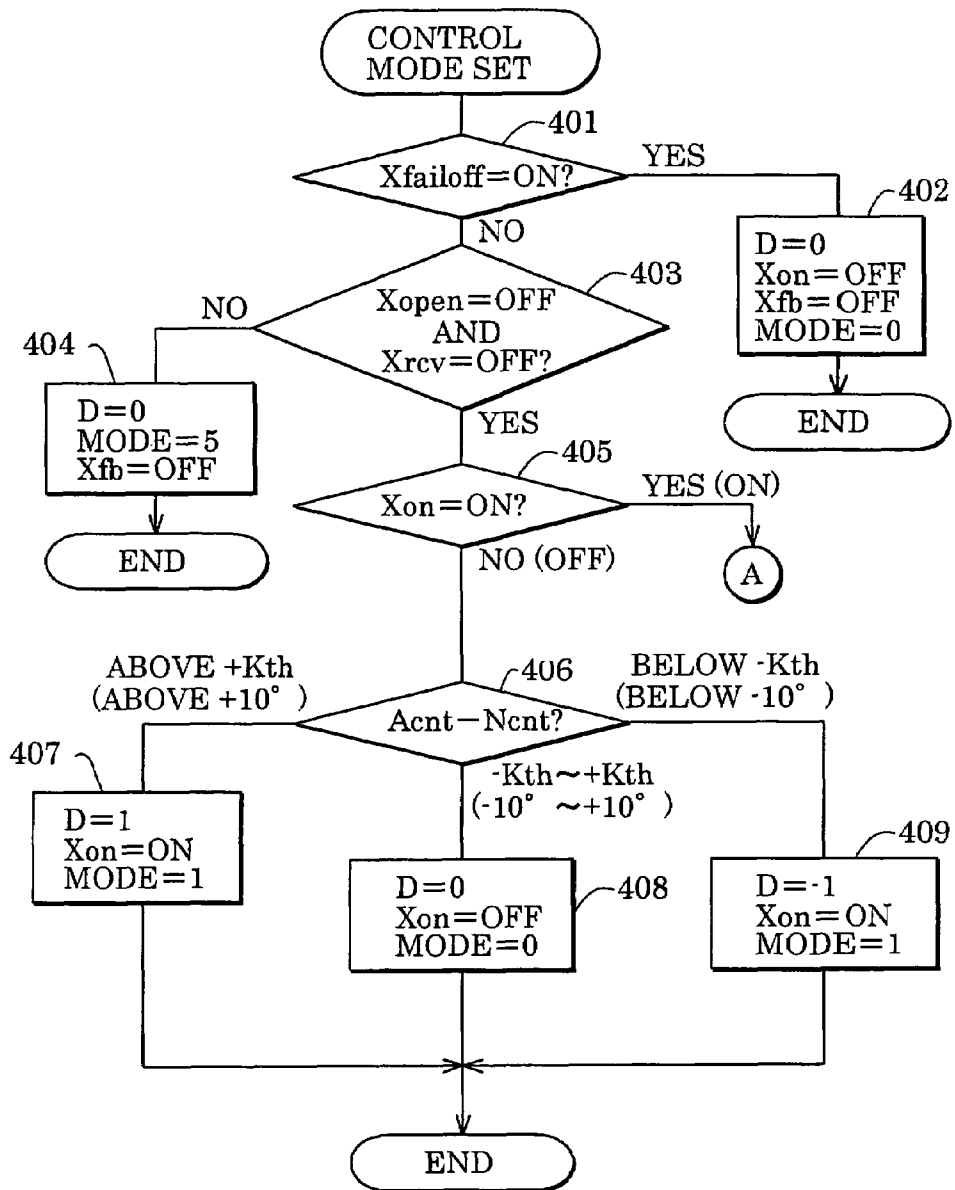 CONTROL
MODE SET
401
Xfailoff=ON?
YES
NO
402
D=0
Xon=OFF
Xfb=OFF
MODE=0
END
403
Xopen=OFF
AND
Xrcv=OFF?
NO
YES
404
D=0
MODE=5
Xfb=OFF
END
405
Xon=ON?
YES (ON)
A
NO (OFF)
406
Acnt−Ncnt?
ABOVE +Kth
(ABOVE +10°)
BELOW -Kth
(BELOW -10°)
-Kth~+Kth
(-10° ~+10°)
407
D=1
Xon=ON
MODE=1
408
D=0
Xon=OFF
MODE=0
409
D=-1
Xon=ON
MODE=1
END